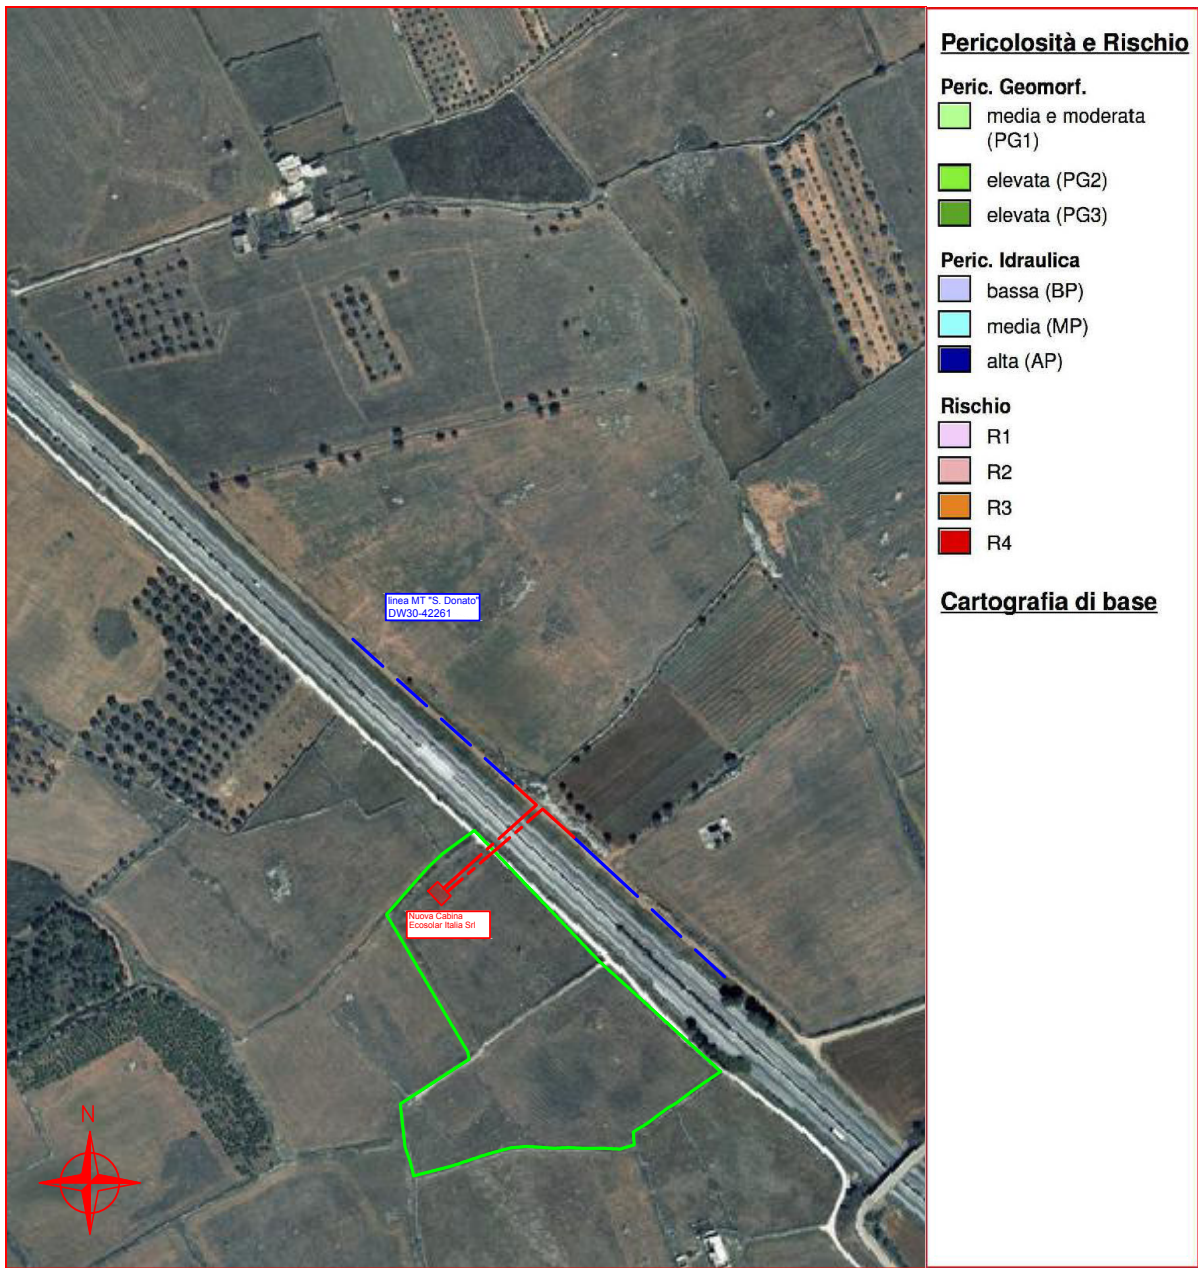 Pericolosità e Rischio
Peric. Geomorf.
media e moderata
(PG1)
elevata (PG2)
elevata (PG3)
Peric. Idraulica
bassa (BP)
media (MP)
alta (AP)
Rischio
R1
R2
R3
R4
Cartografia di base
linea MT "S. Donato"
DW30-42261
Nuova Cabina
Ecosolar Italia Srl
N